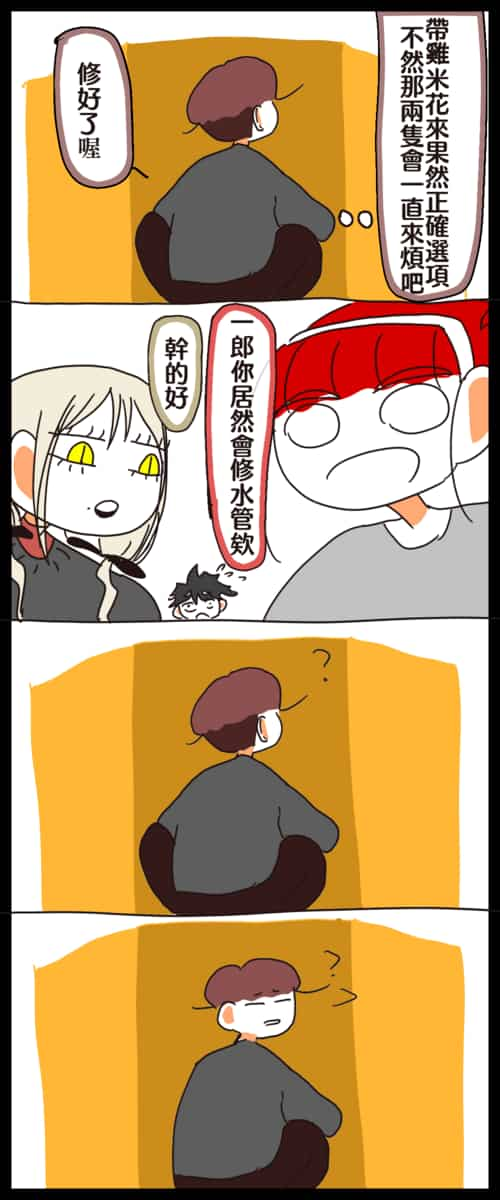 帶雞米花來果然正確選項
不然那兩隻會一直來煩吧
修好了喔
一郎你居然會修水管欸
幹的好
?
?